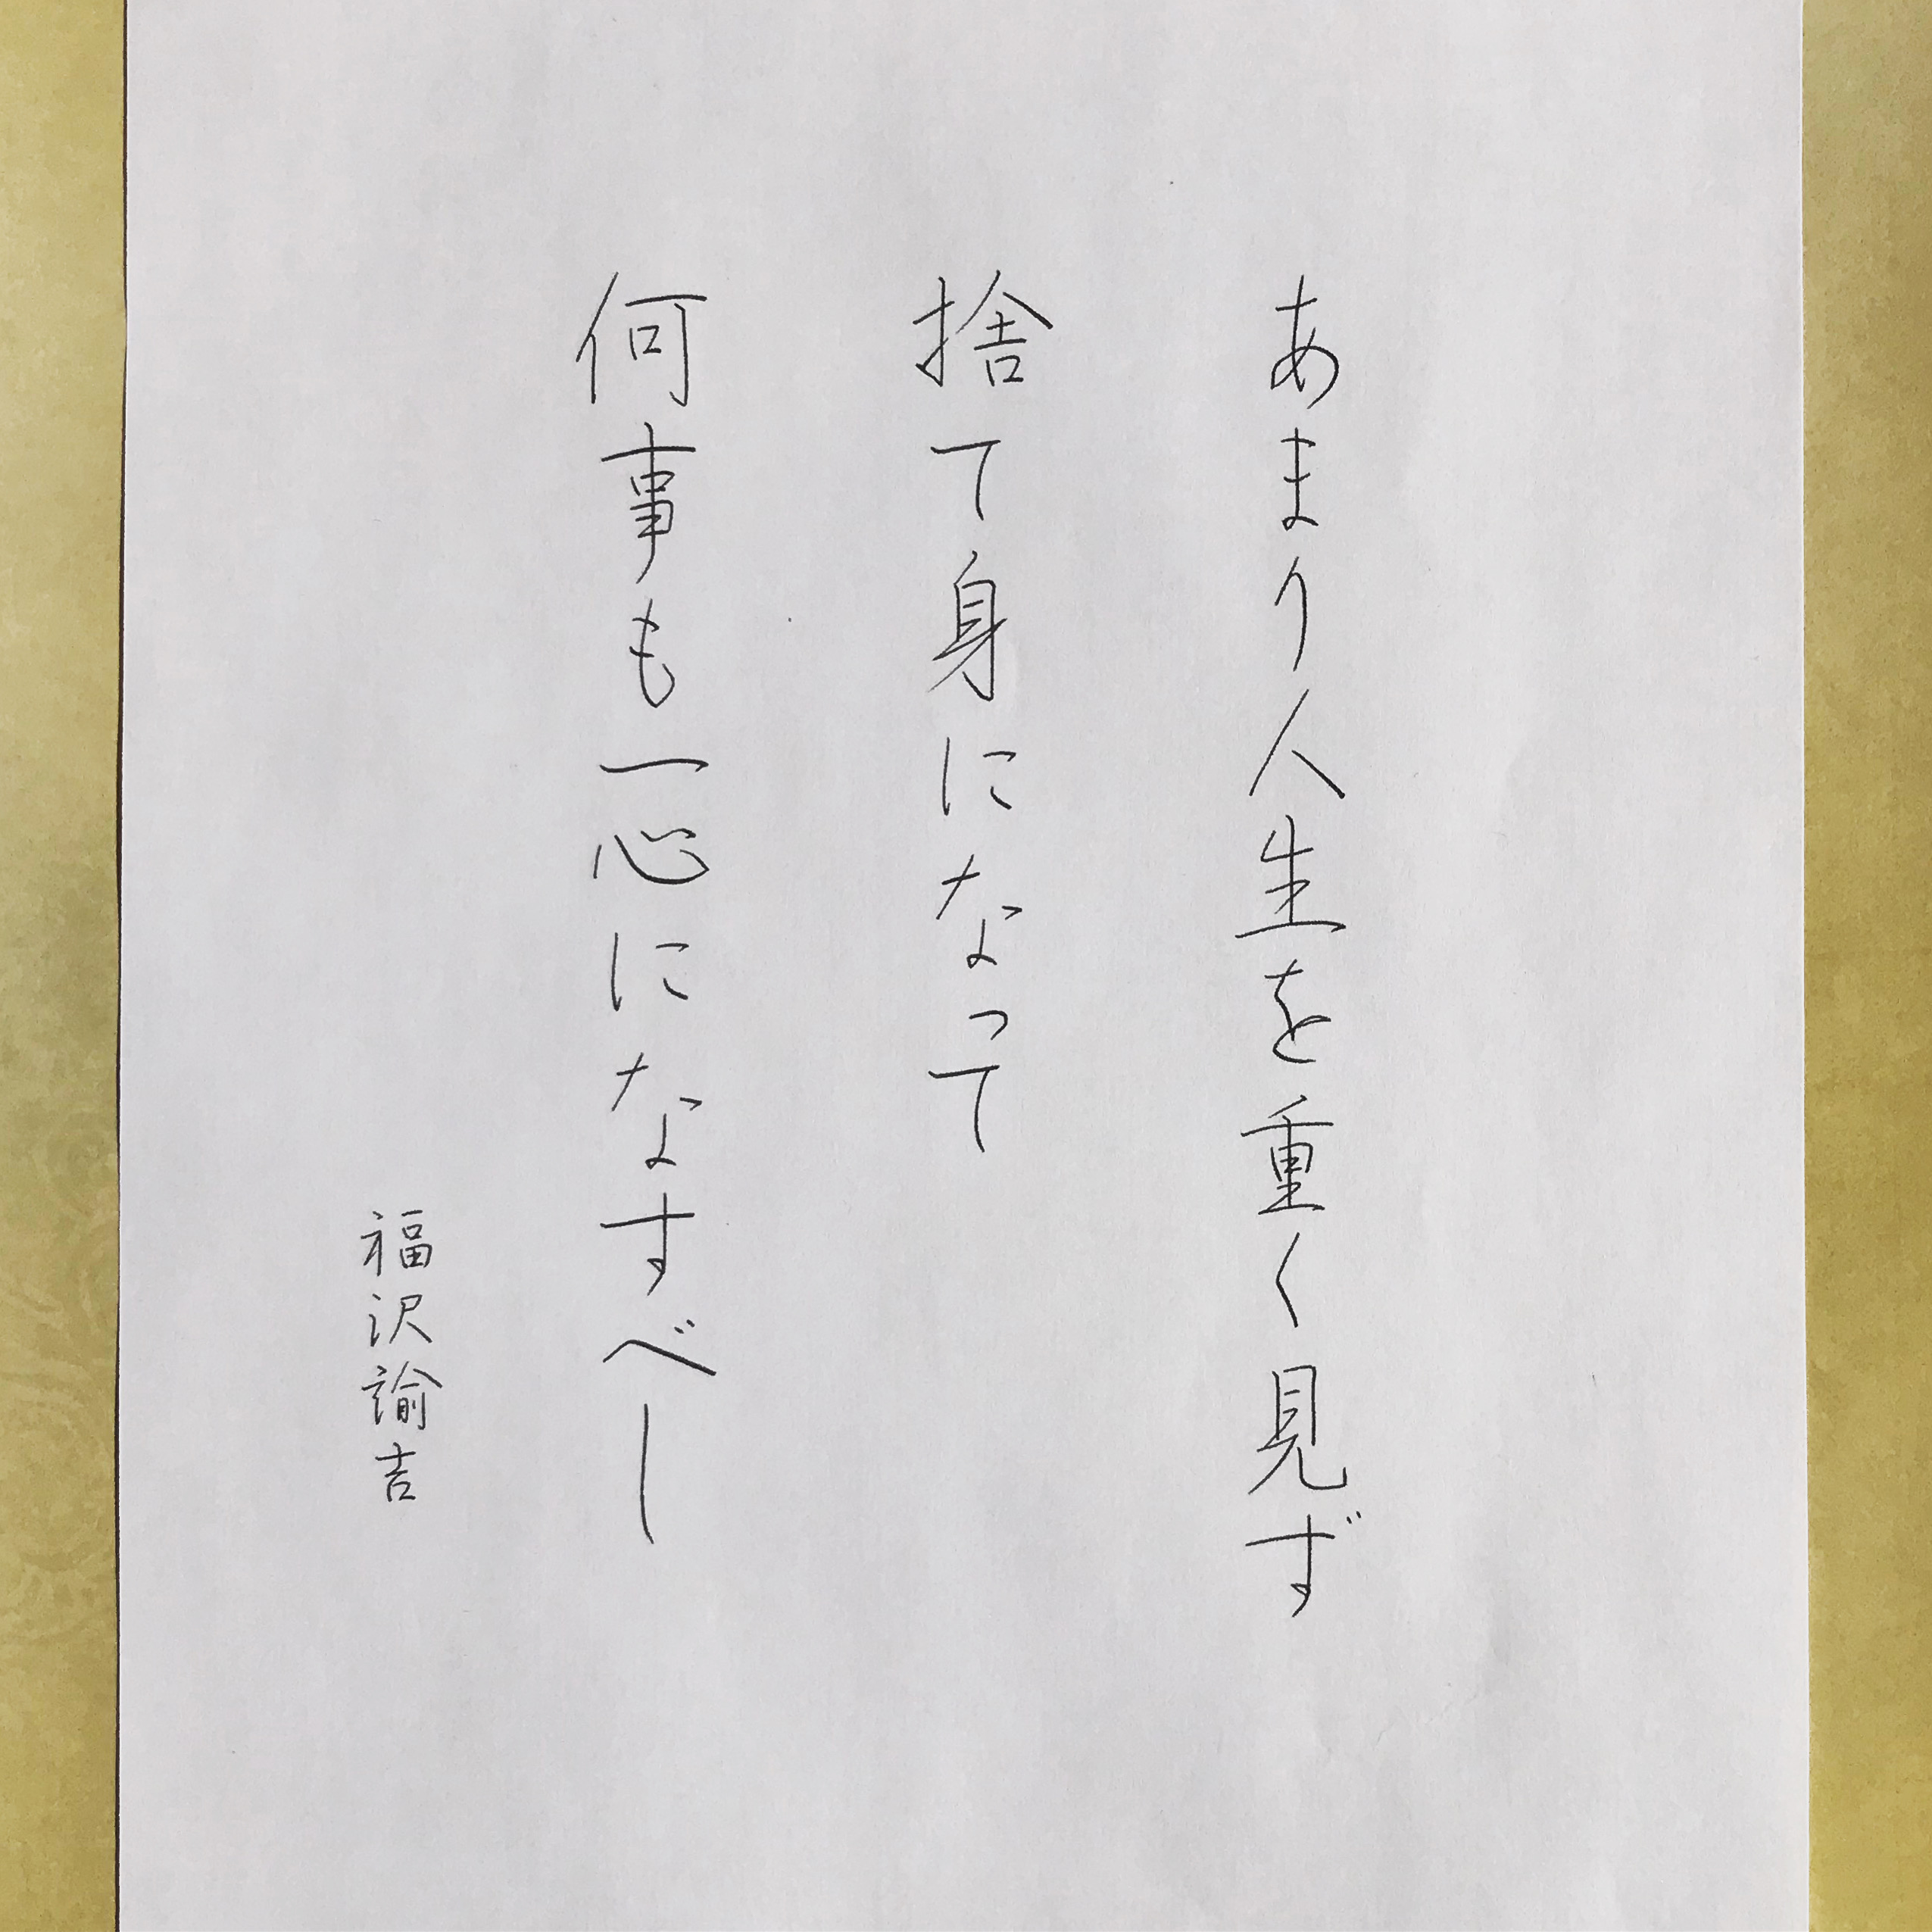 あまり人生を重く見ず
捨て身になって
何事も一心になすべし
福沢諭吉